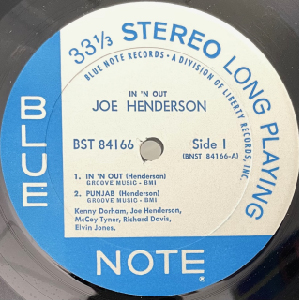 33⅓ STEREO LONG PLAYING
BLUE NOTE RECORDS • A DIVISION OF LIBERTY RECORDS, INC.
IN 'N OUT
JOE HENDERSON
BST 84166 Side 1
(BNST 84166-A)
1. IN 'N OUT (Henderson)
GROOVE MUSIC - BMI
2. PUNJAB (Henderson)
GROOVE MUSIC - BMI
Kenny Dorham, Joe Henderson,
McCoy Tyner, Richard Davis,
Elvin Jones.
BLUE
NOTE
®